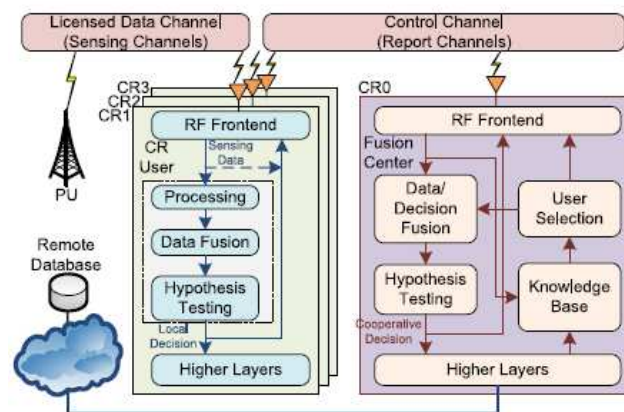 Licensed Data Channel
(Sensing Channels)
Control Channel
(Report Channels)
CR3
CR2
CR1
RF Frontend
CR
User
Sensing
Data
Processing
Data Fusion
Hypothesis
Testing
Local
Decision
Higher Layers
PU
Remote
Database
CR0
RF Frontend
Fusion
Center
Data/
Decision
Fusion
User
Selection
Hypothesis
Testing
Knowledge
Base
Cooperative
Decision
Higher Layers